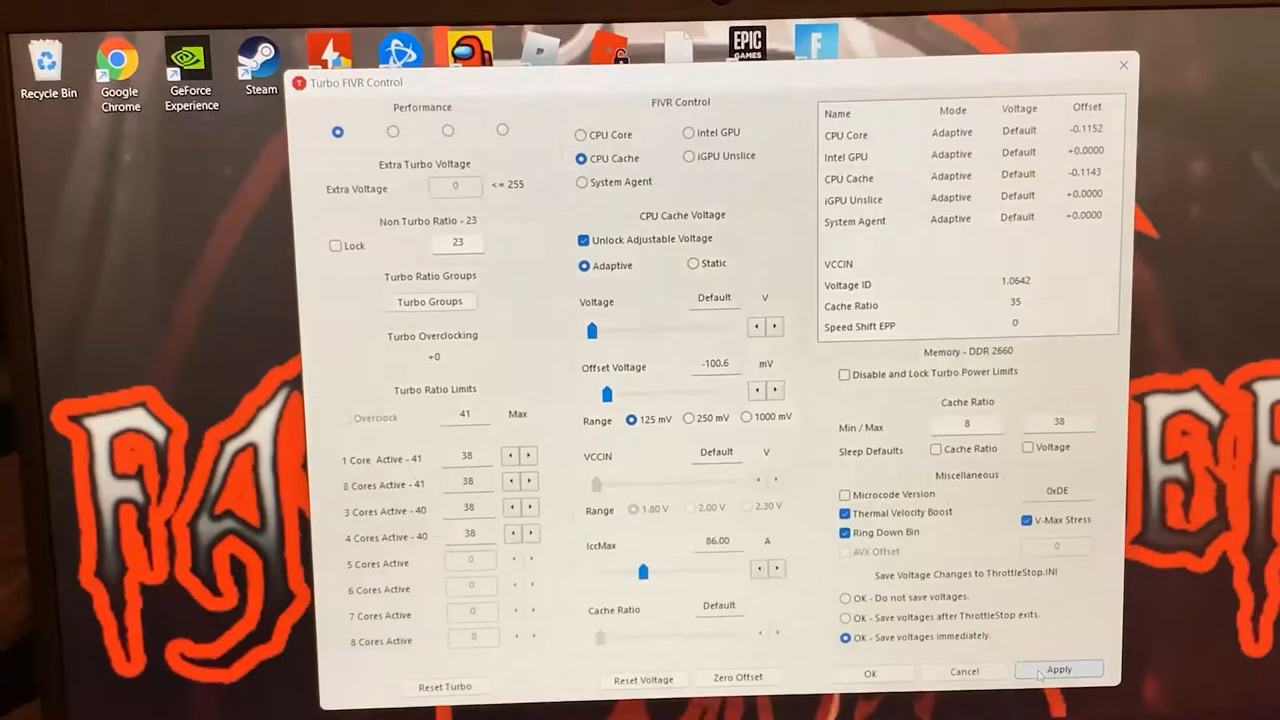 Recycle Bin
Google
Chrome
GeForce
Experience
Steam
EPIC
GAMES
F
Turbo FIVR Control
Performance
Extra Turbo Voltage
Extra Voltage 0 <= 255
Non Turbo Ratio - 23
Lock 23
Turbo Ratio Groups
Turbo Groups
Turbo Overclocking
+0
Turbo Ratio Limits
Overclock 41 Max
1 Core Active - 41 38
2 Cores Active - 41 38
3 Cores Active - 40 38
4 Cores Active - 40 38
5 Cores Active 0
6 Cores Active 0
7 Cores Active 0
8 Cores Active 0
Reset Turbo
FIVR Control
CPU Core Intel GPU
CPU Cache iGPU Unslice
System Agent
CPU Cache Voltage
Unlock Adjustable Voltage
Adaptive Static
Voltage Default V
Offset Voltage -100.6 mV
Range 125 mV 250 mV 1000 mV
VCCIN Default V
Range 1.80 V 2.00 V 2.30 V
IccMax 86.00 A
Cache Ratio Default
Reset Voltage Zero Offset
Name Mode Voltage Offset
CPU Core Adaptive Default -0.1152
Intel GPU Adaptive Default +0.0000
CPU Cache Adaptive Default -0.1143
iGPU Unslice Adaptive Default +0.0000
System Agent Adaptive Default +0.0000
VCCIN
Voltage ID 1.0642
Cache Ratio 35
Speed Shift EPP 0
Memory - DDR 2660
Disable and Lock Turbo Power Limits
Cache Ratio
Min / Max 8 38
Sleep Defaults Cache Ratio Voltage
Miscellaneous
Microcode Version 0xDE
Thermal Velocity Boost
Ring Down Bin V-Max Stress
AVX Offset 0
Save Voltage Changes to ThrottleStop.INI
OK - Do not save voltages.
OK - Save voltages after ThrottleStop exits.
OK - Save voltages immediately.
OK Cancel Apply